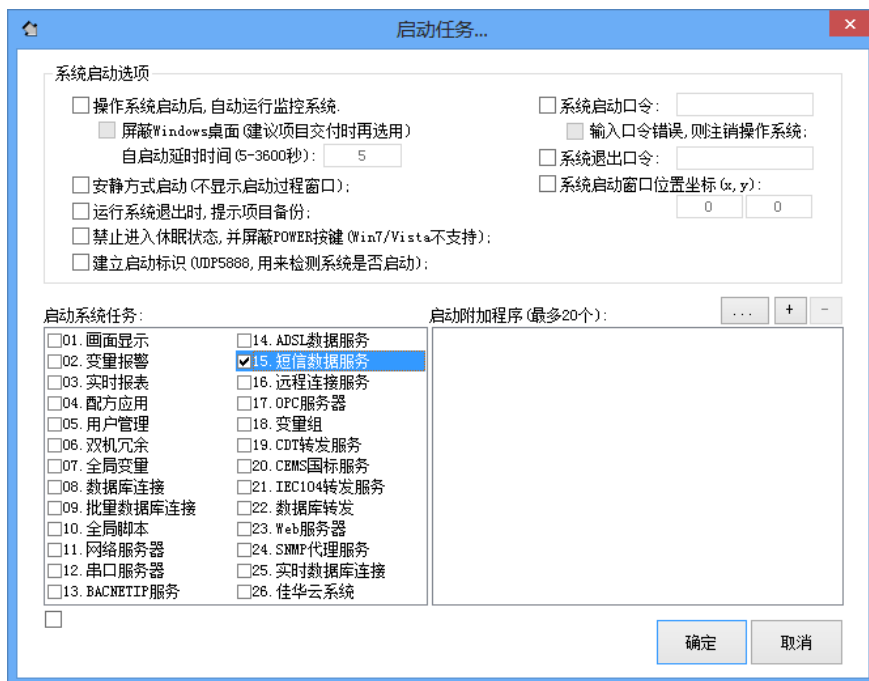 启动任务...
系统启动选项
操作系统启动后,自动运行监控系统.
屏蔽Windows桌面(建议项目交付时再选用)
自启动延时时间(5-3600秒): 5
安静方式启动(不显示启动过程窗口);
运行系统退出时,提示项目备份;
禁止进入休眠状态,并屏蔽POWER按键(Win7/Vista不支持);
建立启动标识(UDP5888,用来检测系统是否启动);
系统启动口令:
输入口令错误,则注销操作系统;
系统退出口令:
系统启动窗口位置坐标(x,y):
0 0
启动系统任务:
01.画面显示
02.变量报警
03.实时报表
04.配方应用
05.用户管理
06.双机冗余
07.全局变量
08.数据库连接
09.批量数据库连接
10.全局脚本
11.网络服务器
12.串口服务器
13.BACNETIP服务
14.ADSL数据服务
15.短信数据服务
16.远程连接服务
17.OPC服务器
18.变量组
19.CDT转发服务
20.CEMS国标服务
21.IEC104转发服务
22.数据库转发
23.Web服务器
24.SNMP代理服务
25.实时数据库连接
26.佳华云系统
启动附加程序(最多20个):
... + -
确定
取消